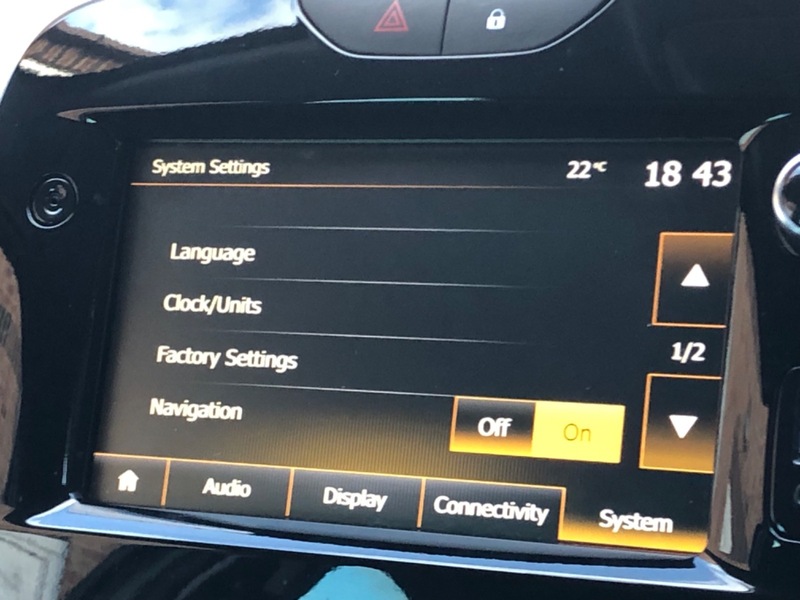 System Settings 22°C 18 43
Language
Clock/Units
Factory Settings
1/2
Navigation Off On
Audio Display Connectivity System